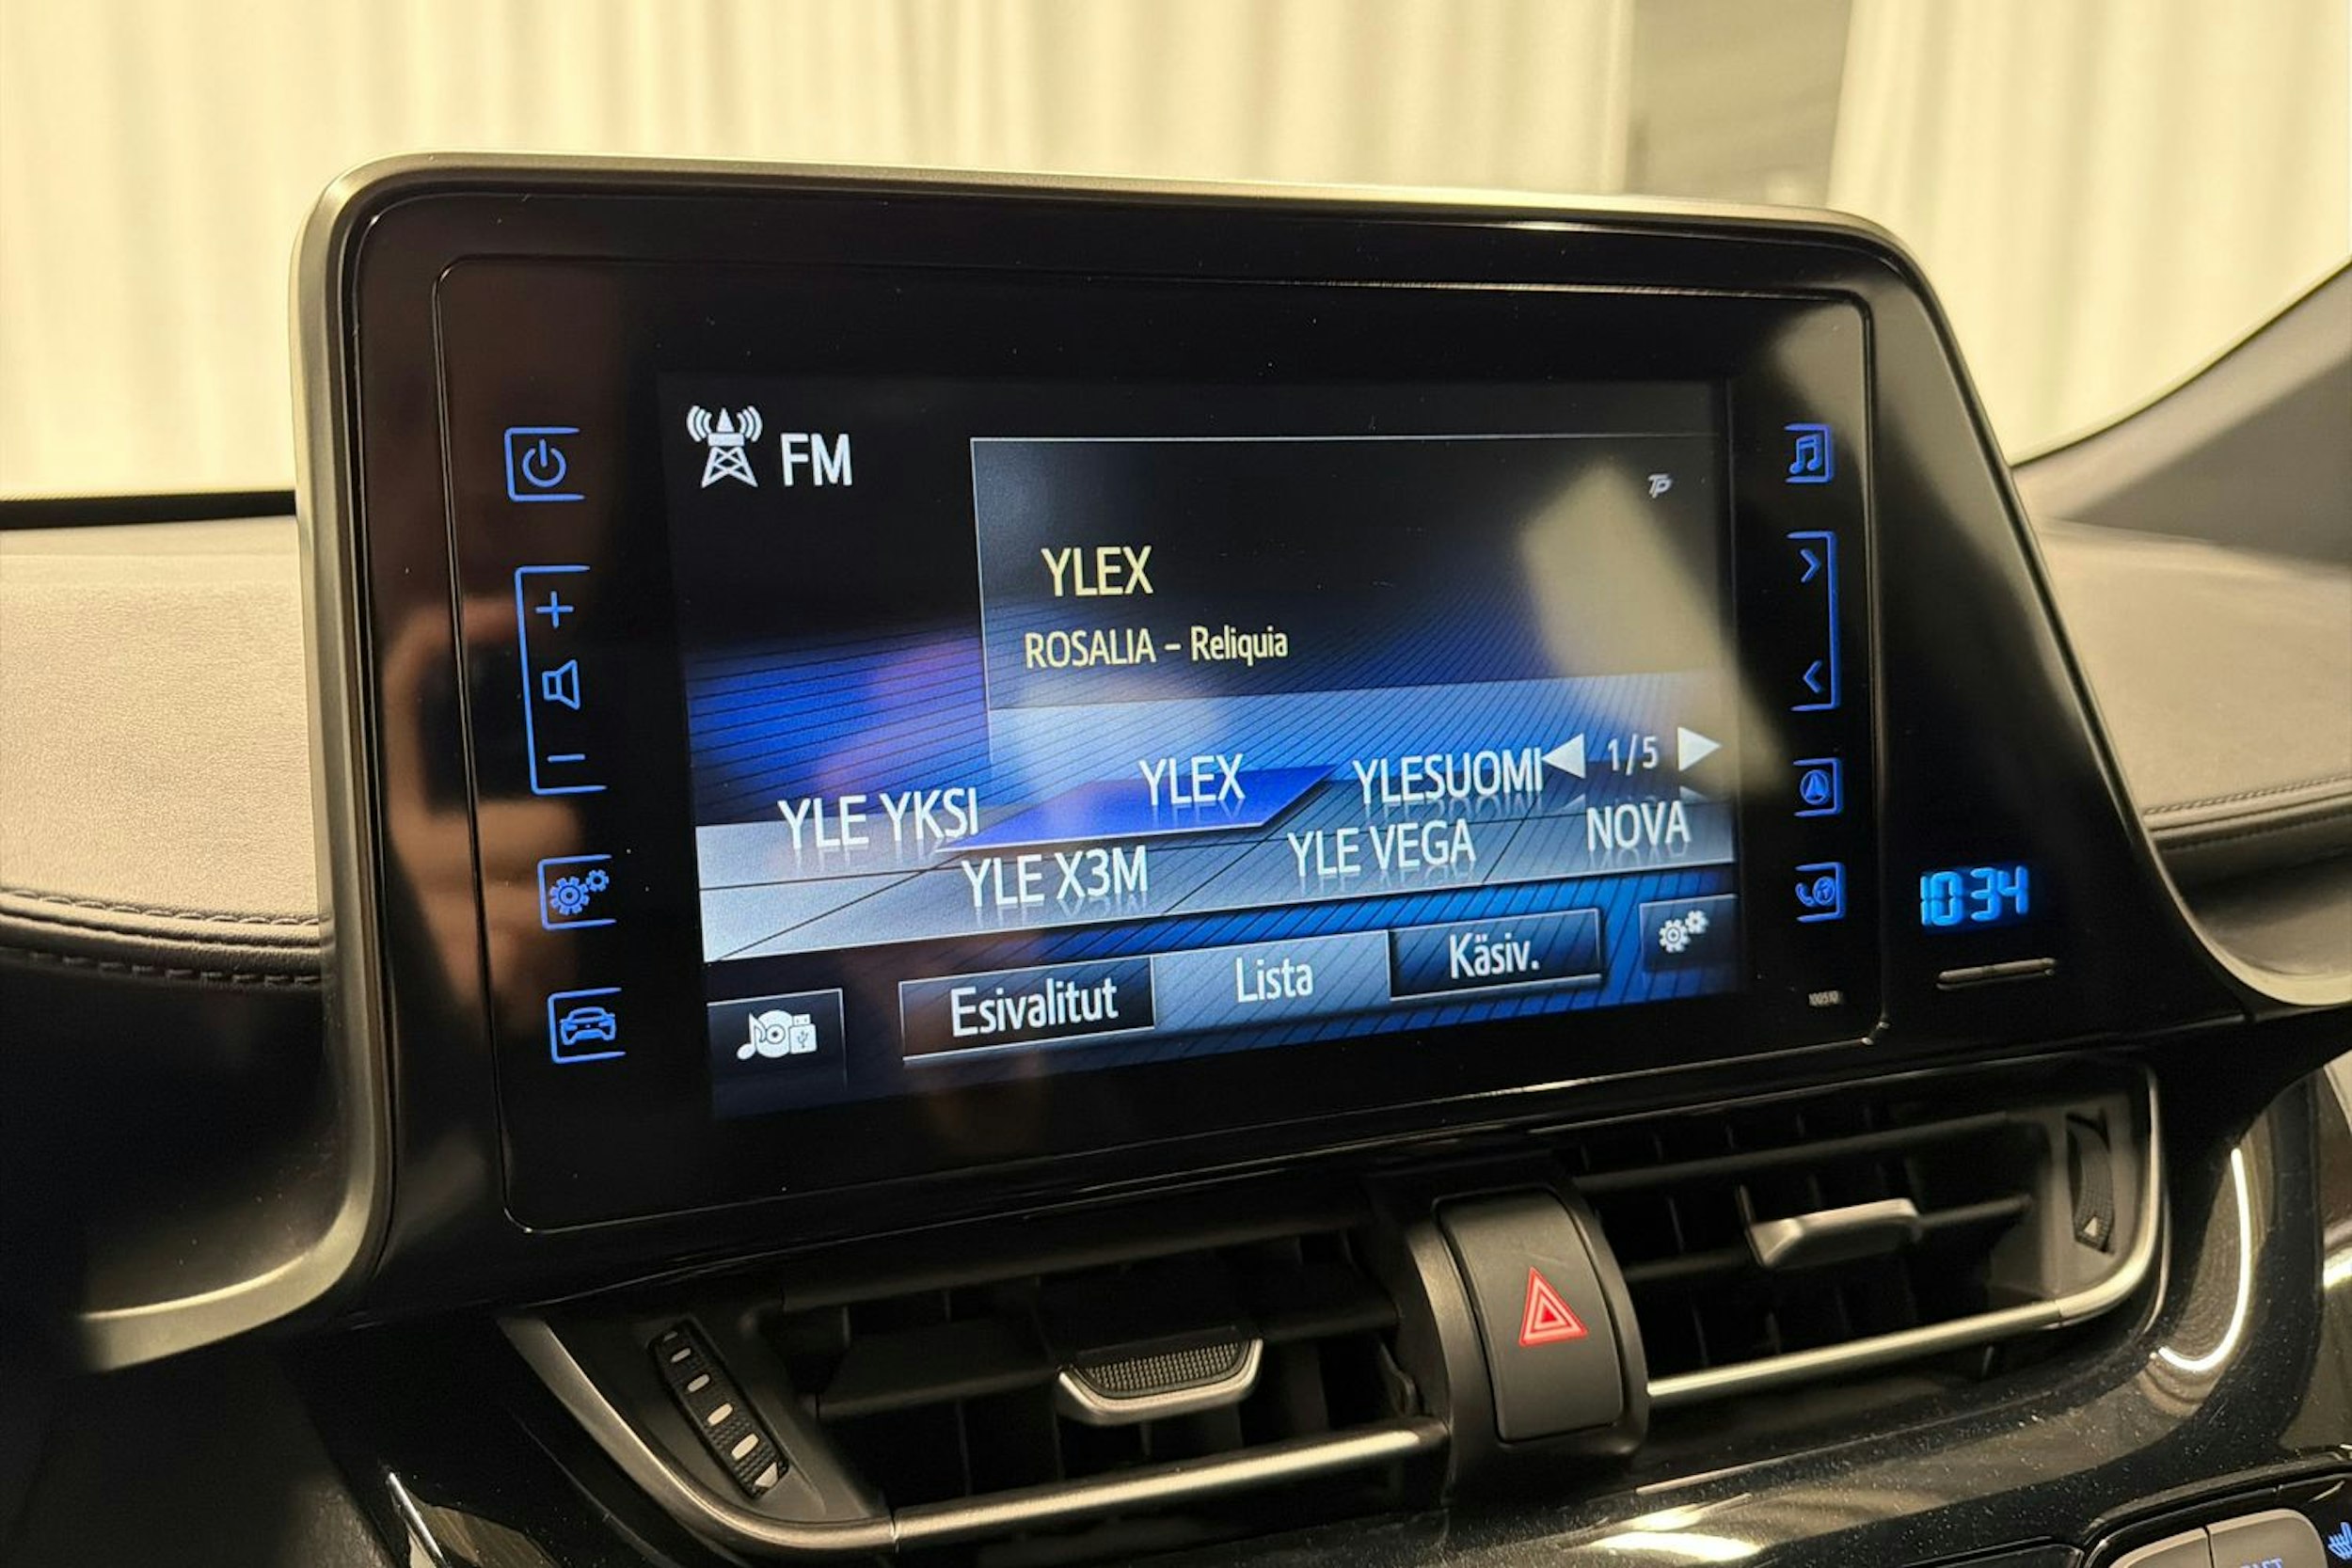 FM
TP
YLEX
ROSALIA – Reliquia
1/5
YLE YKSI
YLEX
YLESUOMI
YLE X3M
YLE VEGA
NOVA
Esivalitut
Lista
Käsiv.
10:34
100510